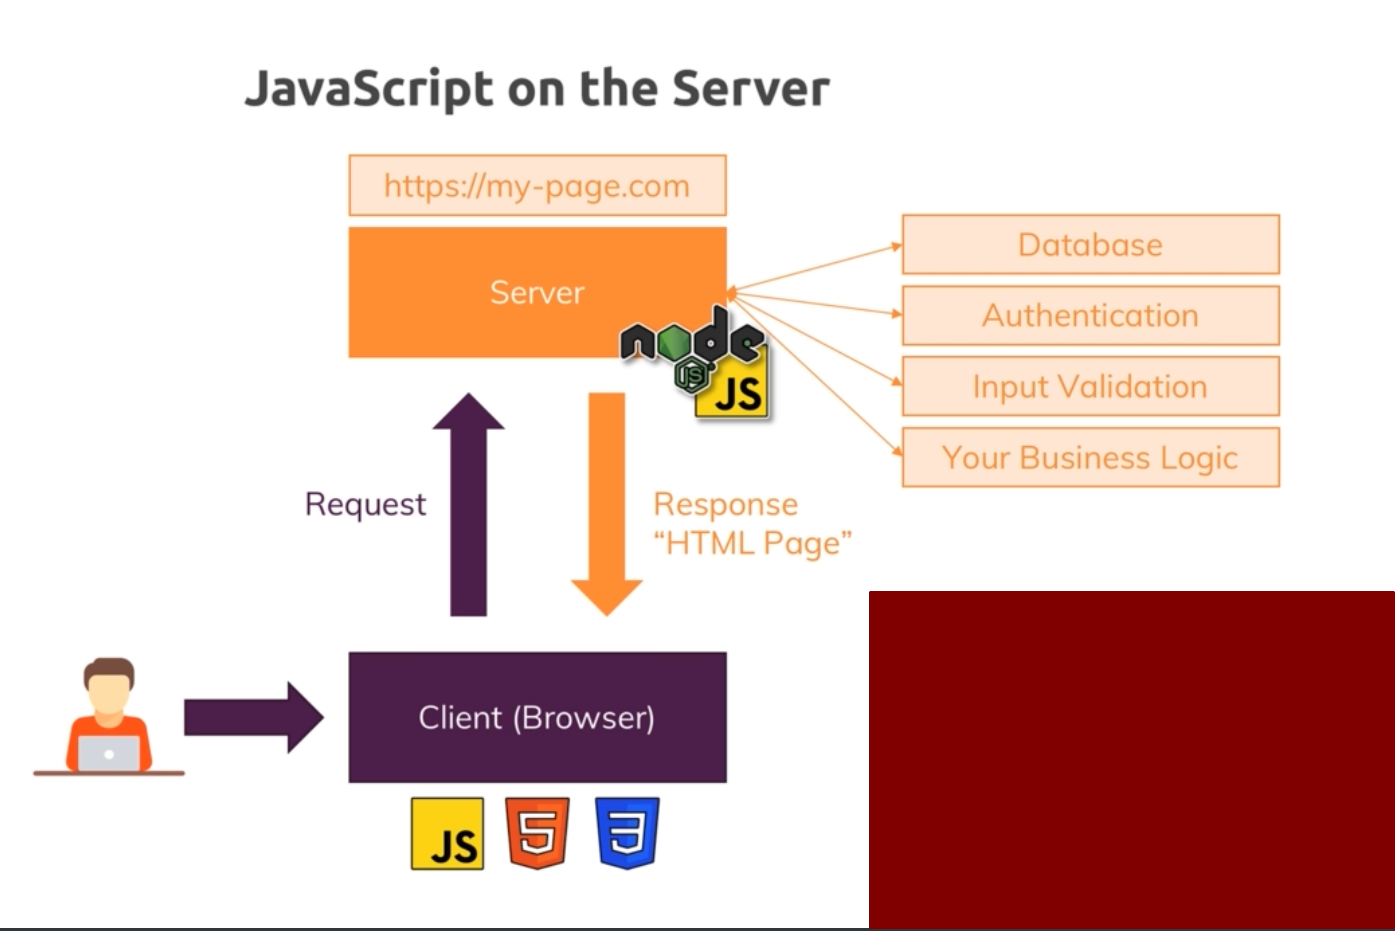 JavaScript on the Server
https://my-page.com
Server
node
JS
JS
Database
Authentication
Input Validation
Your Business Logic
Request
Response
“HTML Page”
Client (Browser)
JS
5
3